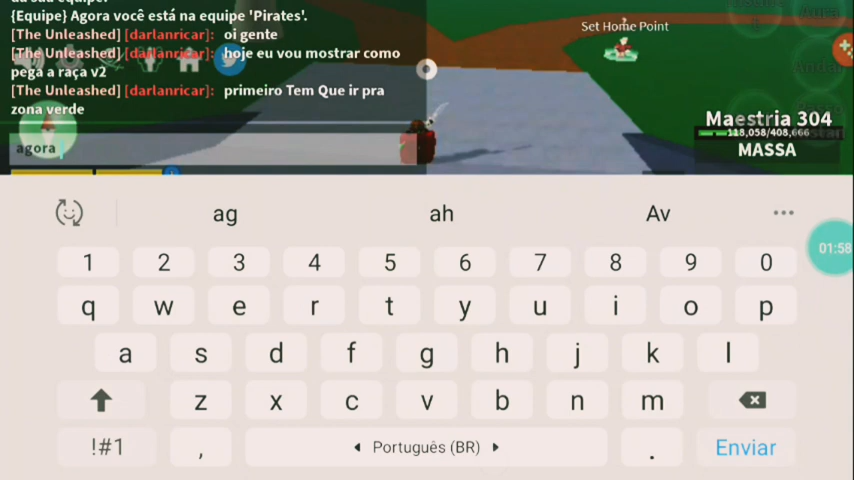 {Equipe} Agora você está na equipe 'Pirates'.
[The Unleashed] [darlanricar]: oi gente
[The Unleashed] [darlanricar]: hoje eu vou mostrar como
pega a raça v2
[The Unleashed] [darlanricar]: primeiro Tem Que ir pra
zona verde
agora
Set Home Point
Maestria 304
118,058/408,666
MASSA
01:58
ag ah Av
1 2 3 4 5 6 7 8 9 0
q w e r t y u i o p
a s d f g h j k l
z x c v b n m
!#1 , Português (BR) . Enviar